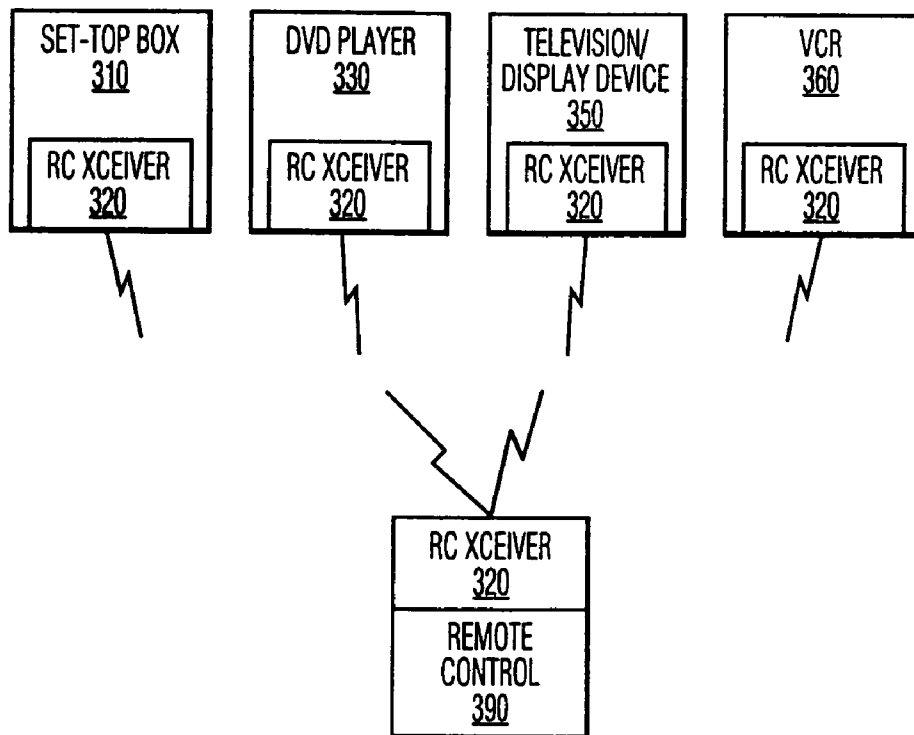 SET-TOP BOX
310
RC XCEIVER
320
DVD PLAYER
330
RC XCEIVER
320
TELEVISION/
DISPLAY DEVICE
350
RC XCEIVER
320
VCR
360
RC XCEIVER
320
RC XCEIVER
320
REMOTE
CONTROL
390